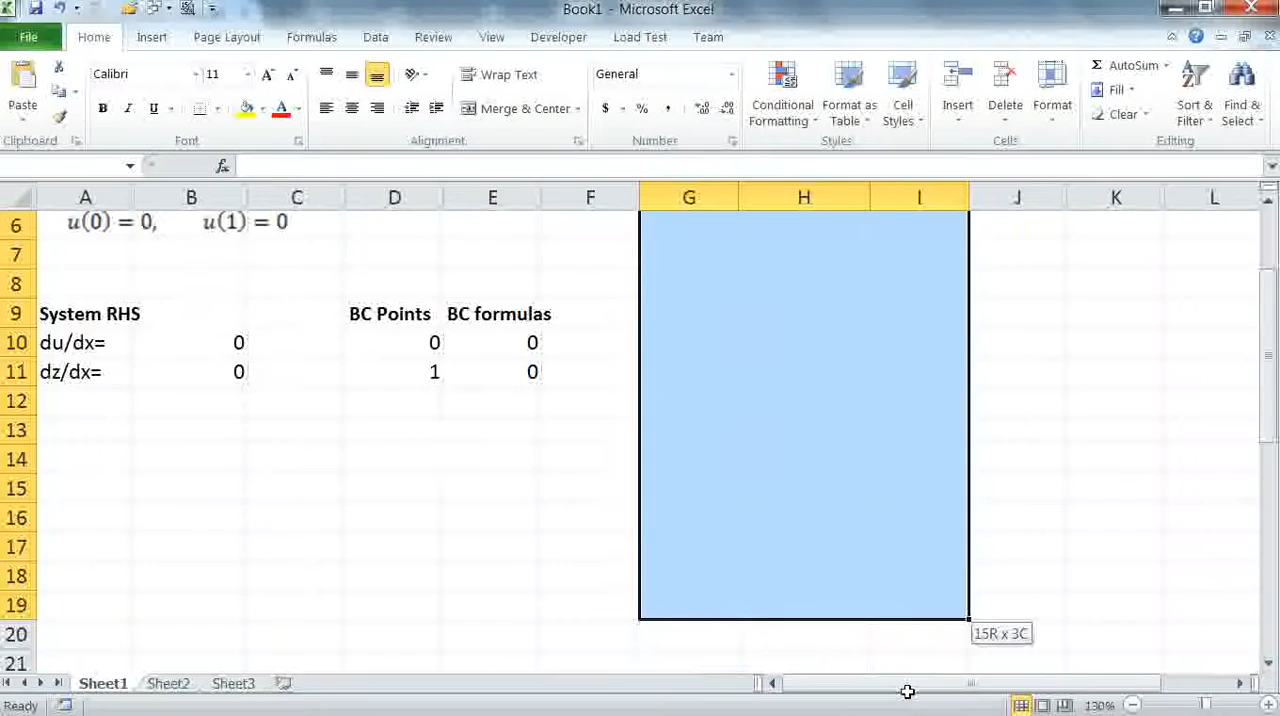 Book1 - Microsoft Excel
File Home Insert Page Layout Formulas Data Review View Developer Load Test Team
Paste
Calibri 11
B I U
Wrap Text
Merge & Center
General
$ % ,
Conditional Formatting
Format as Table
Cell Styles
Insert Delete Format
AutoSum
Fill
Clear
Sort & Filter
Find & Select
Clipboard Font Alignment Number Styles Cells Editing
fx
A B C D E F G H I J K L
6 u(0) = 0, u(1) = 0
7
8
9 System RHS BC Points BC formulas
10 du/dx= 0 0 0
11 dz/dx= 0 1 0
12
13
14
15
16
17
18
19
20 15R x 3C
21
Sheet1 Sheet2 Sheet3
Ready 130%